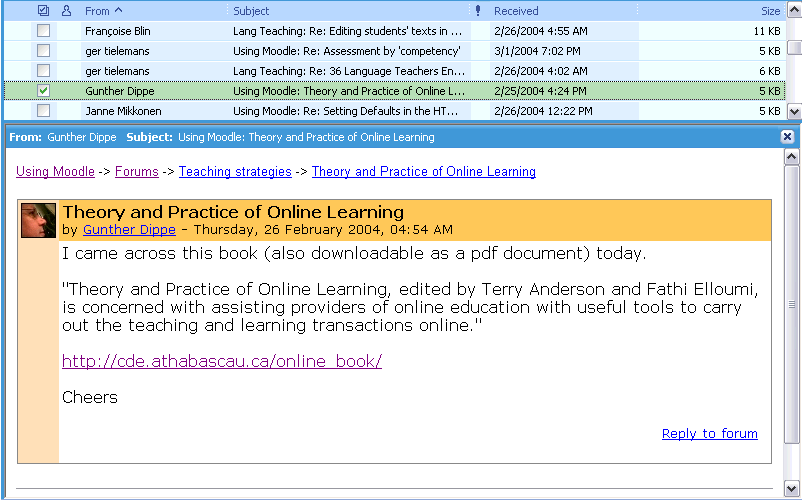 From Subject ! Received Size
Françoise Blin Lang Teaching: Re: Editing students' texts in ... 2/26/2004 4:55 AM 11 KB
ger tielemans Using Moodle: Re: Assessment by 'competency' 3/1/2004 7:02 PM 5 KB
ger tielemans Lang Teaching: Re: 36 Language Teachers En... 2/26/2004 4:02 AM 6 KB
Gunther Dippe Using Moodle: Theory and Practice of Online L... 2/25/2004 4:24 PM 5 KB
Janne Mikkonen Using Moodle: Re: Setting Defaults in the HT... 2/26/2004 12:22 PM 5 KB
From: Gunther Dippe Subject: Using Moodle: Theory and Practice of Online Learning
Using Moodle -> Forums -> Teaching strategies -> Theory and Practice of Online Learning
Theory and Practice of Online Learning
by Gunther Dippe - Thursday, 26 February 2004, 04:54 AM
I came across this book (also downloadable as a pdf document) today.
"Theory and Practice of Online Learning, edited by Terry Anderson and Fathi Elloumi,
is concerned with assisting providers of online education with useful tools to carry
out the teaching and learning transactions online."
http://cde.athabascau.ca/online_book/
Cheers
Reply to forum